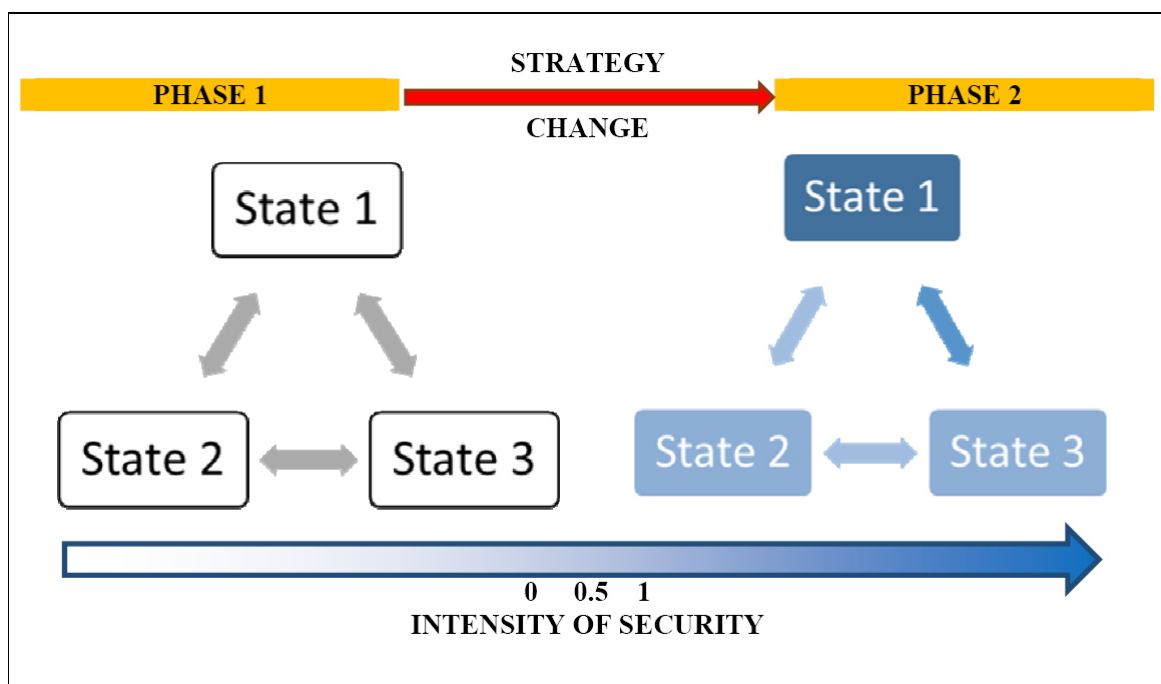 STRATEGY
PHASE 1
PHASE 2
CHANGE
State 1
State 1
State 2
State 3
State 2
State 3
0 0.5 1
INTENSITY OF SECURITY